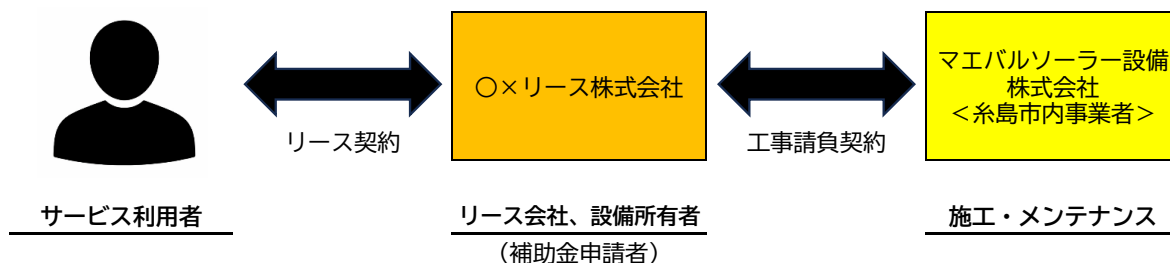 〇×リース株式会社
マエバルソーラー設備
株式会社
＜糸島市内事業者＞
リース契約
工事請負契約
サービス利用者
リース会社、設備所有者
（補助金申請者）
施工・メンテナンス